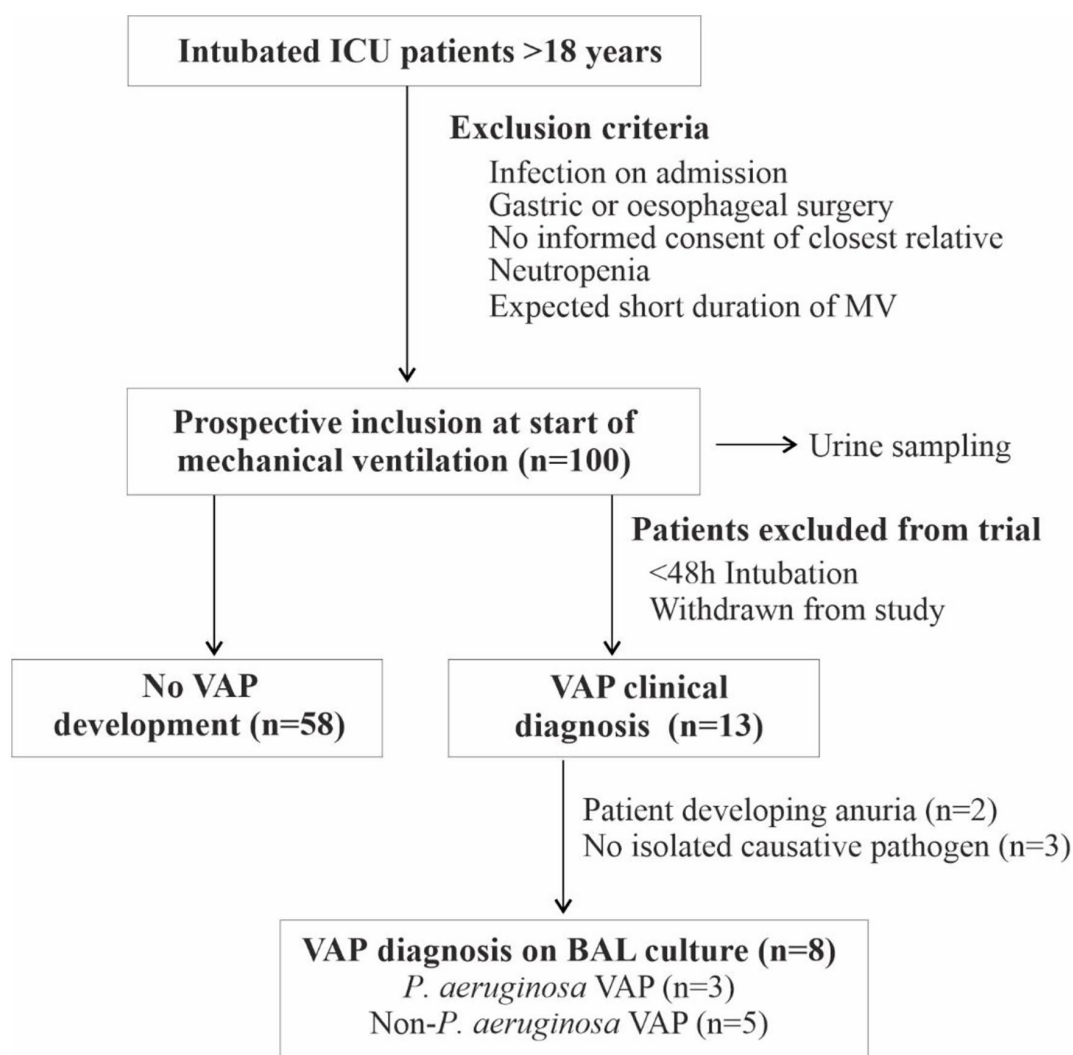 Intubated ICU patients >18 years
Exclusion criteria
Infection on admission
Gastric or oesophageal surgery
No informed consent of closest relative
Neutropenia
Expected short duration of MV
Prospective inclusion at start of
mechanical ventilation (n=100)
Urine sampling
Patients excluded from trial
<48h Intubation
Withdrawn from study
No VAP
development (n=58)
VAP clinical
diagnosis (n=13)
Patient developing anuria (n=2)
No isolated causative pathogen (n=3)
VAP diagnosis on BAL culture (n=8)
P. aeruginosa VAP (n=3)
Non-P. aeruginosa VAP (n=5)